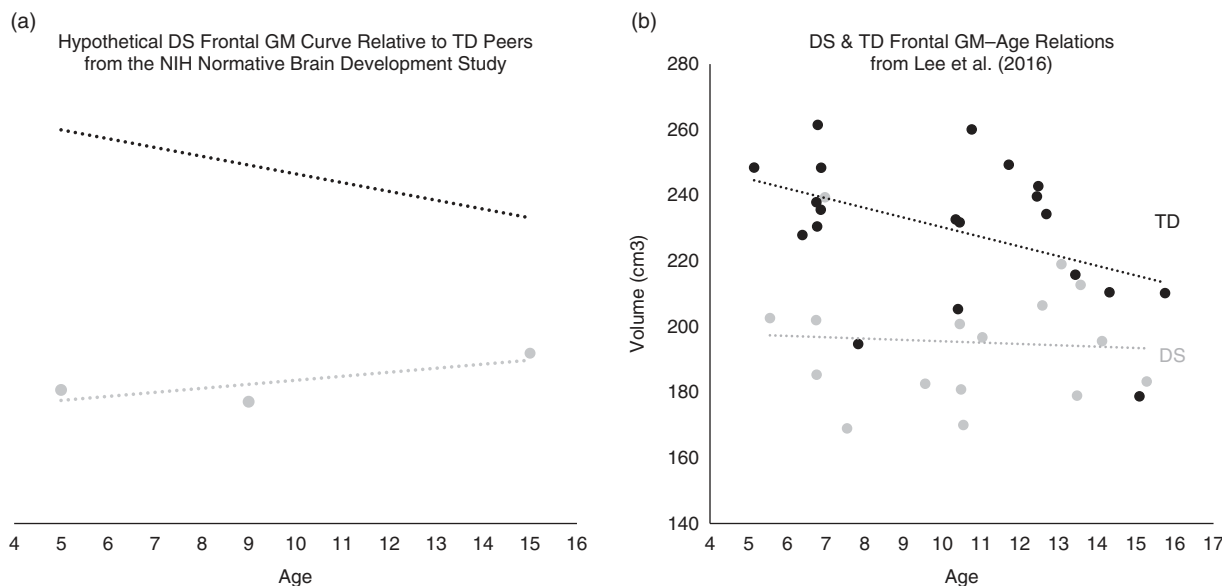 (a)
Hypothetical DS Frontal GM Curve Relative to TD Peers
from the NIH Normative Brain Development Study
4 5 6 7 8 9 10 11 12 13 14 15 16
Age
(b)
DS & TD Frontal GM–Age Relations
from Lee et al. (2016)
280
260
240
220
200
180
160
140
Volume (cm3)
TD
DS
4 5 6 7 8 9 10 11 12 13 14 15 16 17
Age